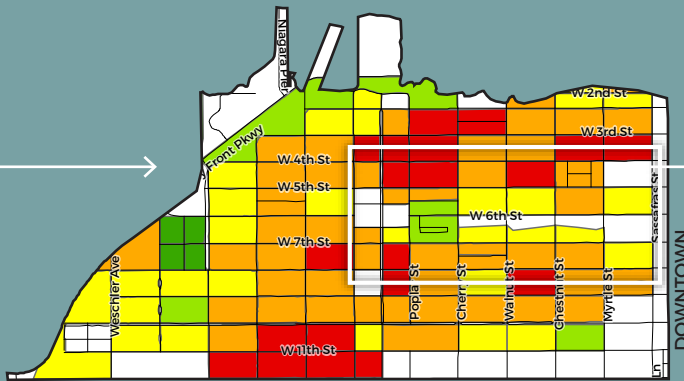 Niagara Pier
W 2nd St
W 3rd St
Front Pkwy
W 4th St
W 5th St
W 6th St
Sassafras St
W 7th St
Weschler Ave
Poplar St
Cherry St
Walnut St
Chestnut St
Myrtle St
DOWNTOWN
W 11th St
Ln